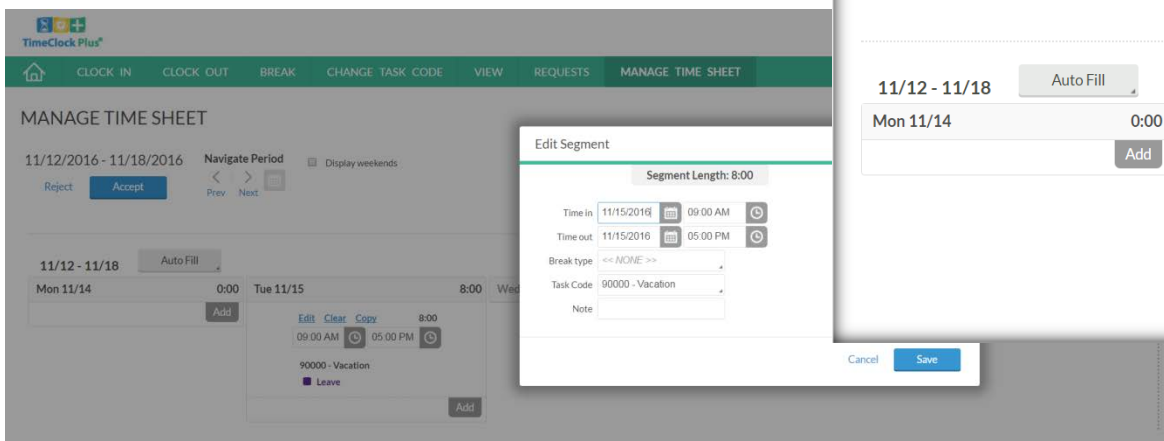 TimeClock Plus®
CLOCK IN CLOCK OUT BREAK CHANGE TASK CODE VIEW REQUESTS MANAGE TIME SHEET
MANAGE TIME SHEET
11/12/2016 - 11/18/2016 Navigate Period Display weekends
Reject Accept
Prev Next
11/12 - 11/18 Auto Fill
Mon 11/14 0:00 Tue 11/15 8:00 Wed
Add
Edit Clear Copy 8:00
09:00 AM 05:00 PM
90000 - Vacation
Leave
Add
Edit Segment
Segment Length: 8:00
Time in 11/15/2016 09:00 AM
Time out 11/15/2016 05:00 PM
Break type << NONE >>
Task Code 90000 - Vacation
Note
Cancel Save
11/12 - 11/18 Auto Fill
Mon 11/14 0:00
Add